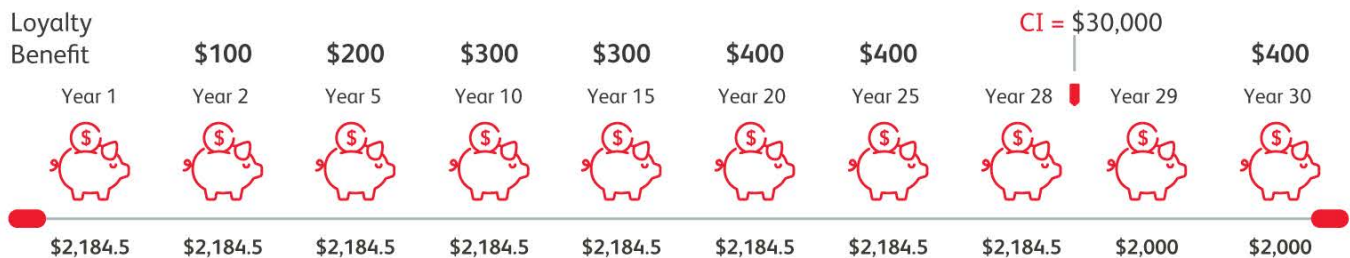 Loyalty
CI = $30,000
Benefit $100 $200 $300 $300 $400 $400 $400
Year 1 Year 2 Year 5 Year 10 Year 15 Year 20 Year 25 Year 28 Year 29 Year 30
$ $ $ $ $ $ $ $ $ $
$2,184.5 $2,184.5 $2,184.5 $2,184.5 $2,184.5 $2,184.5 $2,184.5 $2,184.5 $2,000 $2,000